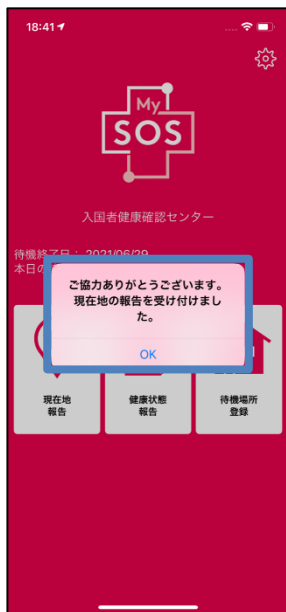 18:41
My
SOS
入国者健康確認センター
待機終了日： 2021/06/29
本日の
ご協力ありがとうございます。
現在地の報告を受け付けまし
た。
OK
現在地
報告
健康状態
報告
待機場所
登録